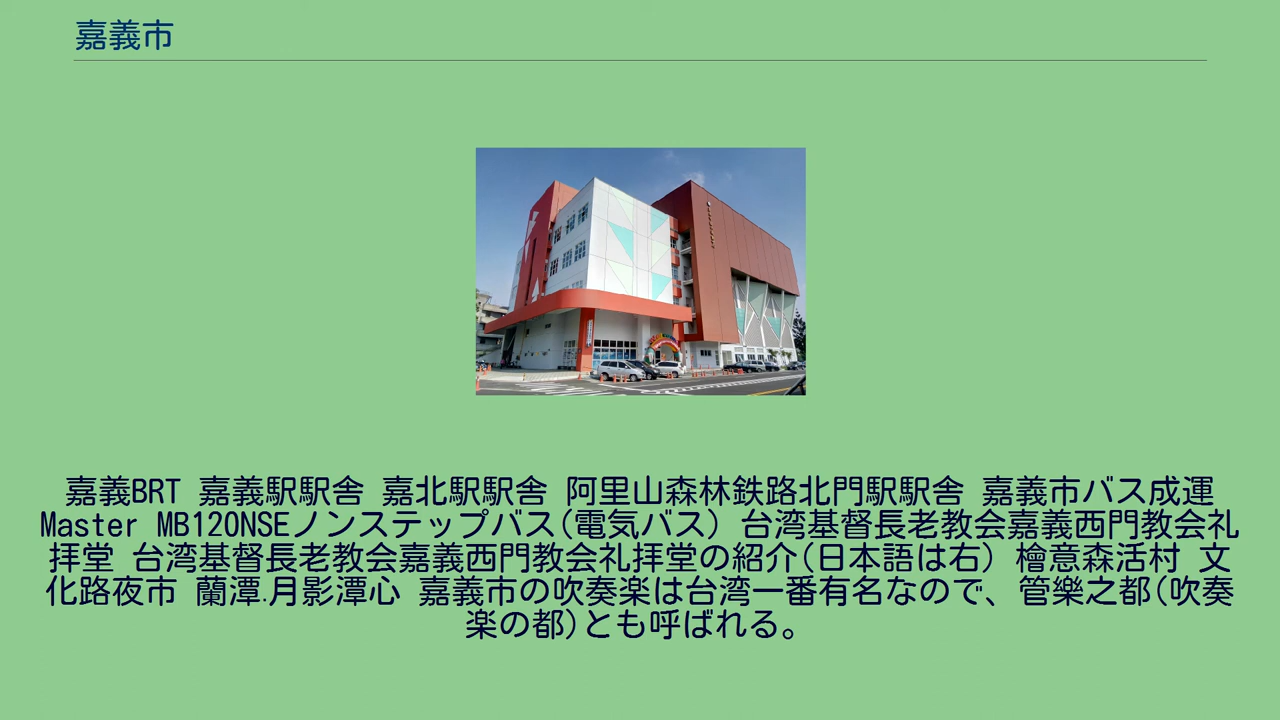 嘉義市
嘉義BRT 嘉義駅駅舎 嘉北駅駅舎 阿里山森林鉄路北門駅駅舎 嘉義市バス成運
Master MB120NSEノンステップバス(電気バス) 台湾基督長老教会嘉義西門教会礼
拝堂 台湾基督長老教会嘉義西門教会礼拝堂の紹介(日本語は右) 檜意森活村 文
化路夜市 蘭潭.月影潭心 嘉義市の吹奏楽は台湾一番有名なので、管樂之都(吹奏
楽の都)とも呼ばれる。